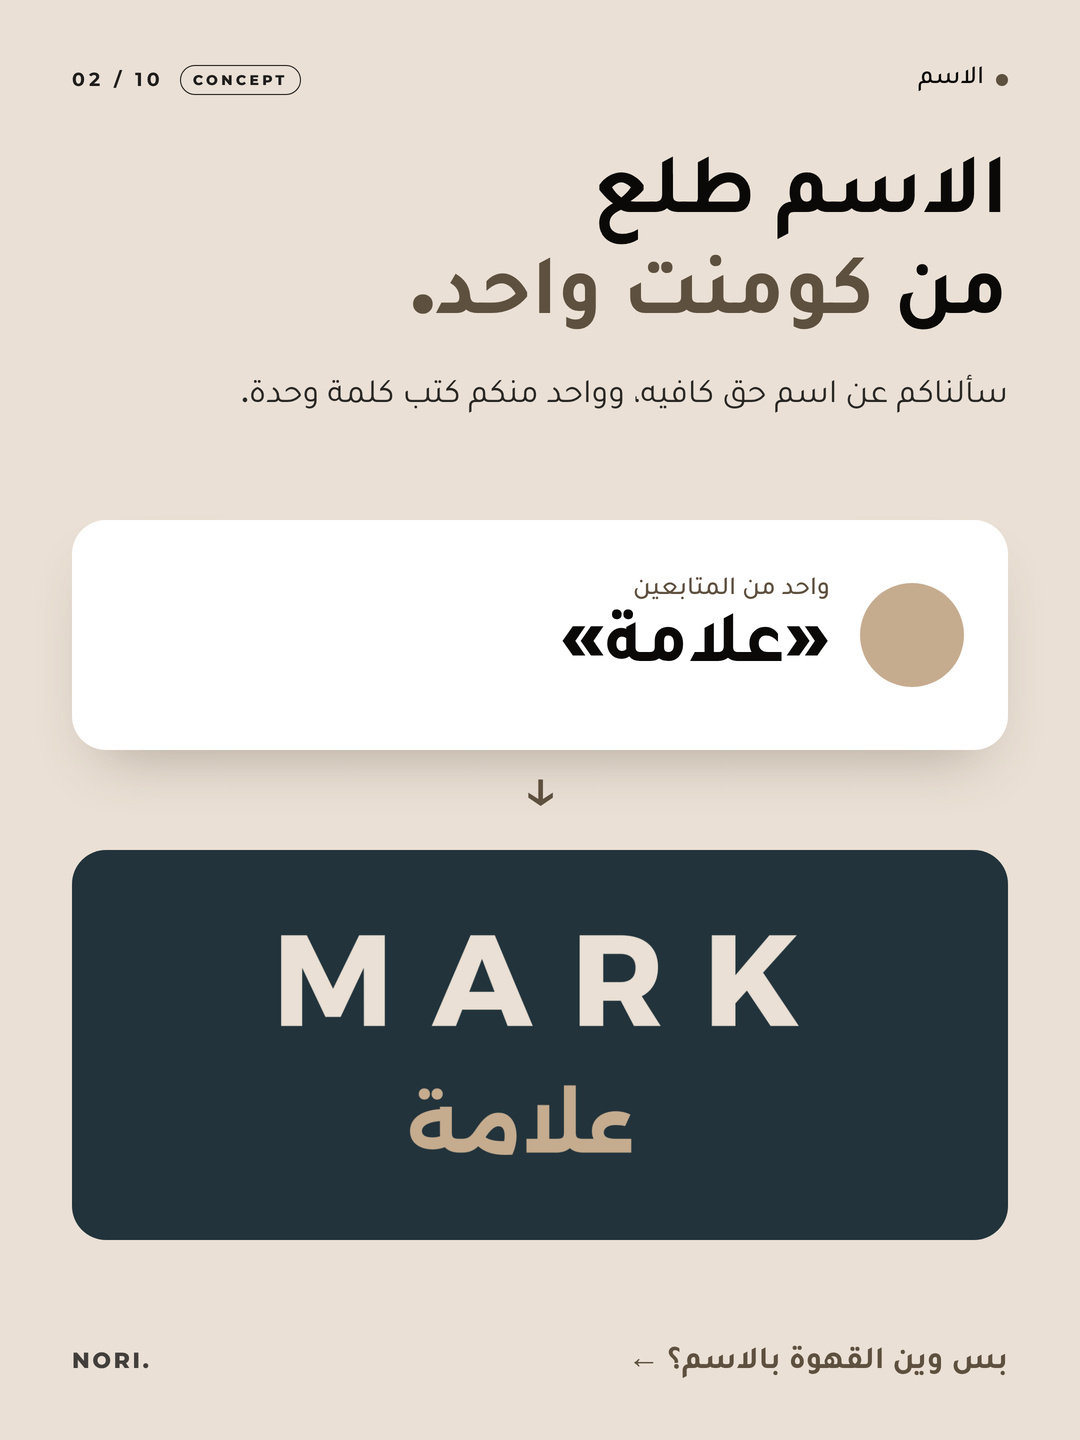 02 / 10 CONCEPT
الاسم
الاسم طلع
من كومنت واحد.
سألناكم عن اسم حق كافيه، وواحد منكم كتب كلمة وحدة.
واحد من المتابعين
«علامة»
↓
MARK
علامة
بس وين القهوة بالاسم؟ ←
NORI.